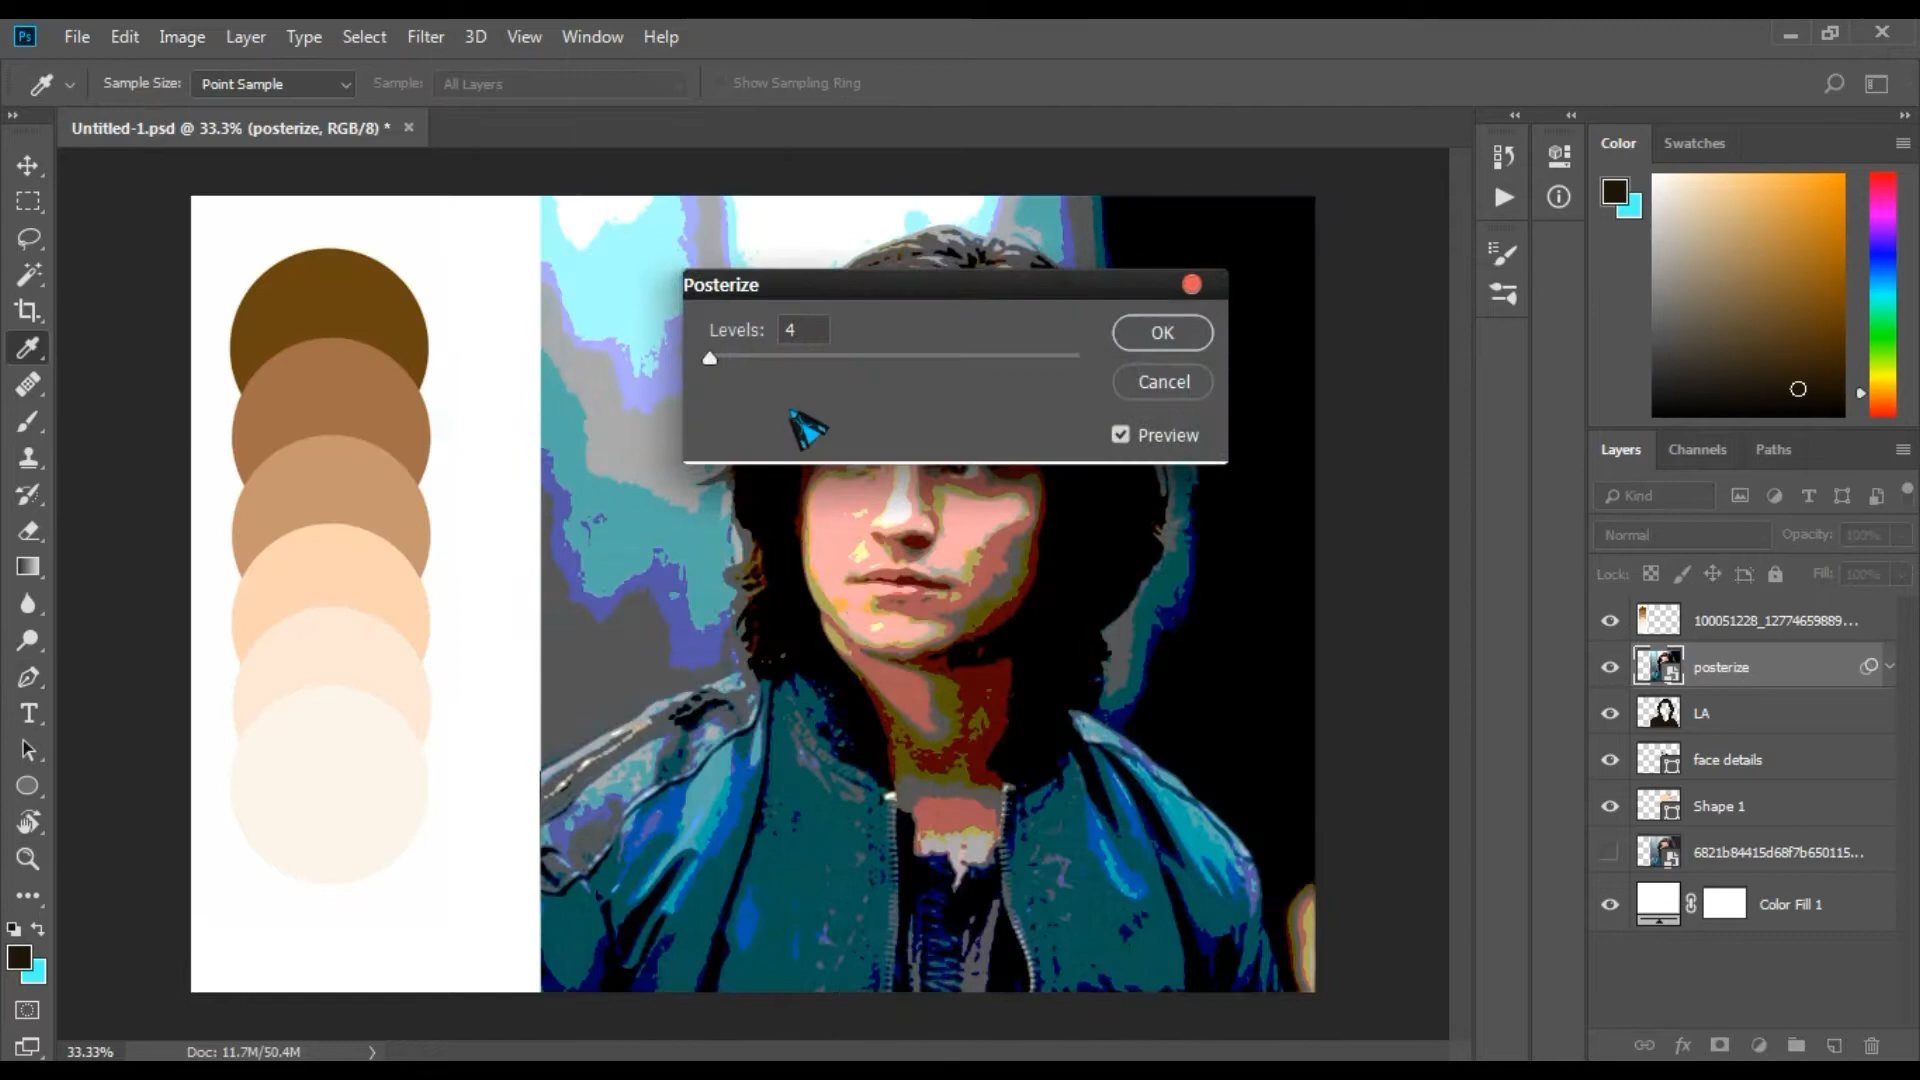 Ps File Edit Image Layer Type Select Filter 3D View Window Help
Sample Size: Point Sample Sample: All Layers Show Sampling Ring
Untitled-1.psd @ 33.3% (posterize, RGB/8) *
Color Swatches
Posterize
Levels: 4
OK
Cancel
Preview
Layers Channels Paths
Kind
Normal Opacity: 100%
Lock: Fill: 100%
100051228_12774659889...
posterize
LA
face details
Shape 1
6821b84415d68f7b650115...
Color Fill 1
T
33.33% Doc: 11.7M/50.4M
fx